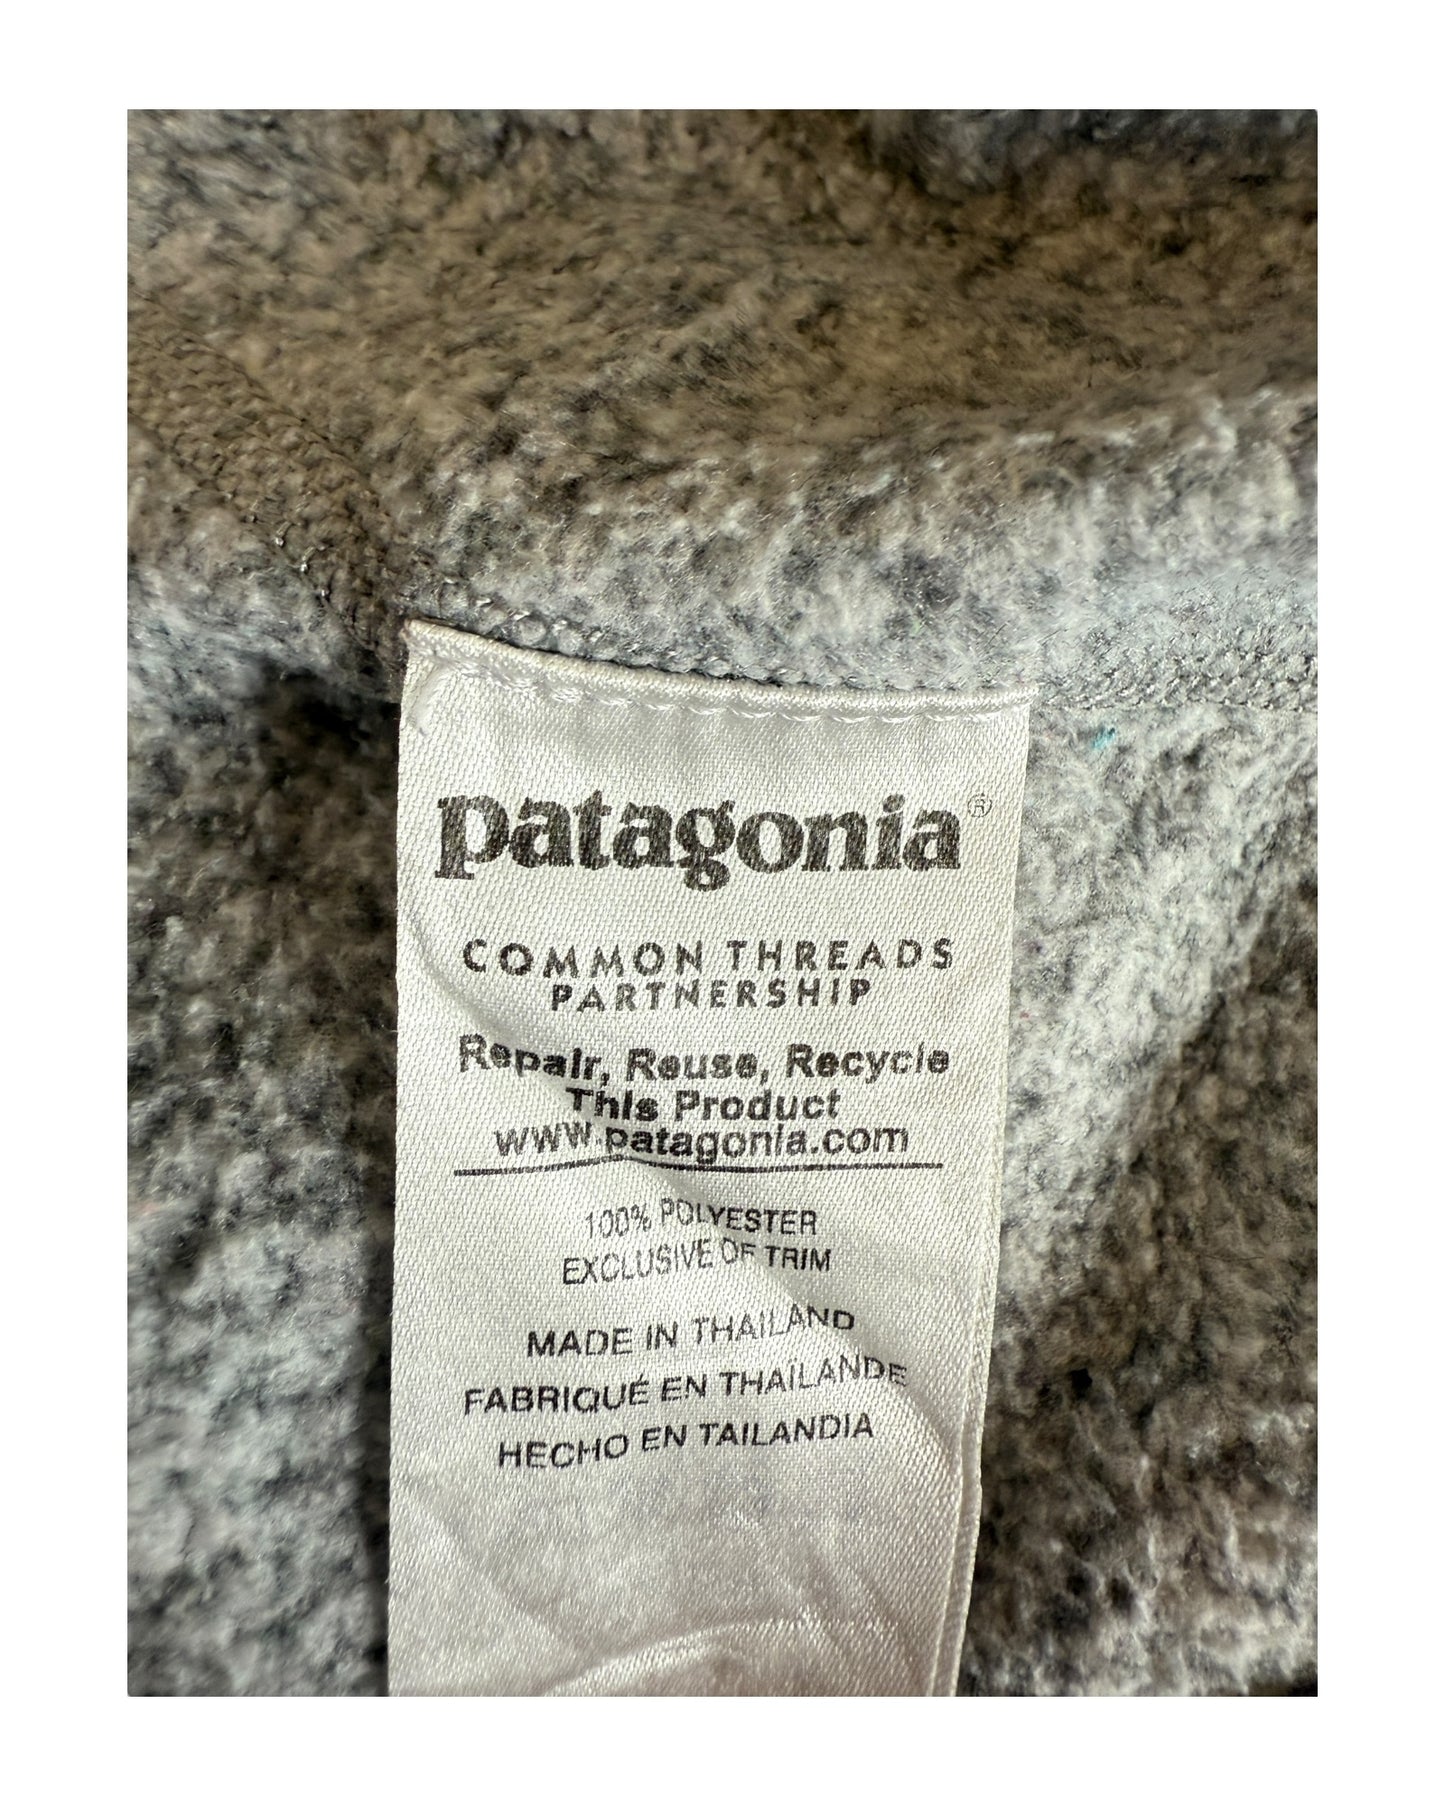 patagonia®
COMMON THREADS
PARTNERSHIP
Repair, Reuse, Recycle
This Product
www.patagonia.com
100% POLYESTER
EXCLUSIVE OF TRIM
MADE IN THAILAND
FABRIQUÉ EN THAÏLANDE
HECHO EN TAILANDIA